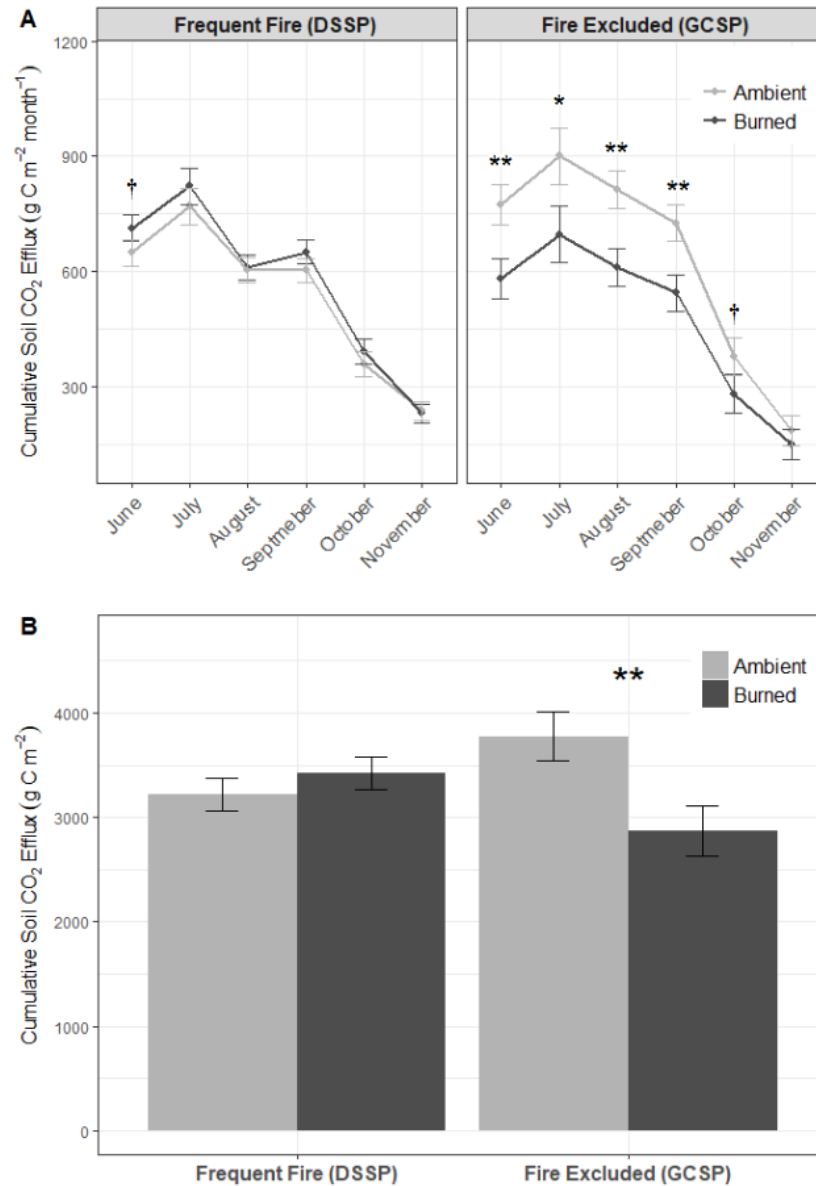 A
Frequent Fire (DSSP)
Fire Excluded (GCSP)
Cumulative Soil CO₂ Efflux (g C m⁻² month⁻¹)
1200
900
600
300
†
Ambient
Burned
**
*
**
**
†
June
July
August
Septmeber
October
November
June
July
August
Septmeber
October
November
B
Cumulative Soil CO₂ Efflux (g C m⁻²)
4000
3000
2000
1000
0
**
Ambient
Burned
Frequent Fire (DSSP)
Fire Excluded (GCSP)